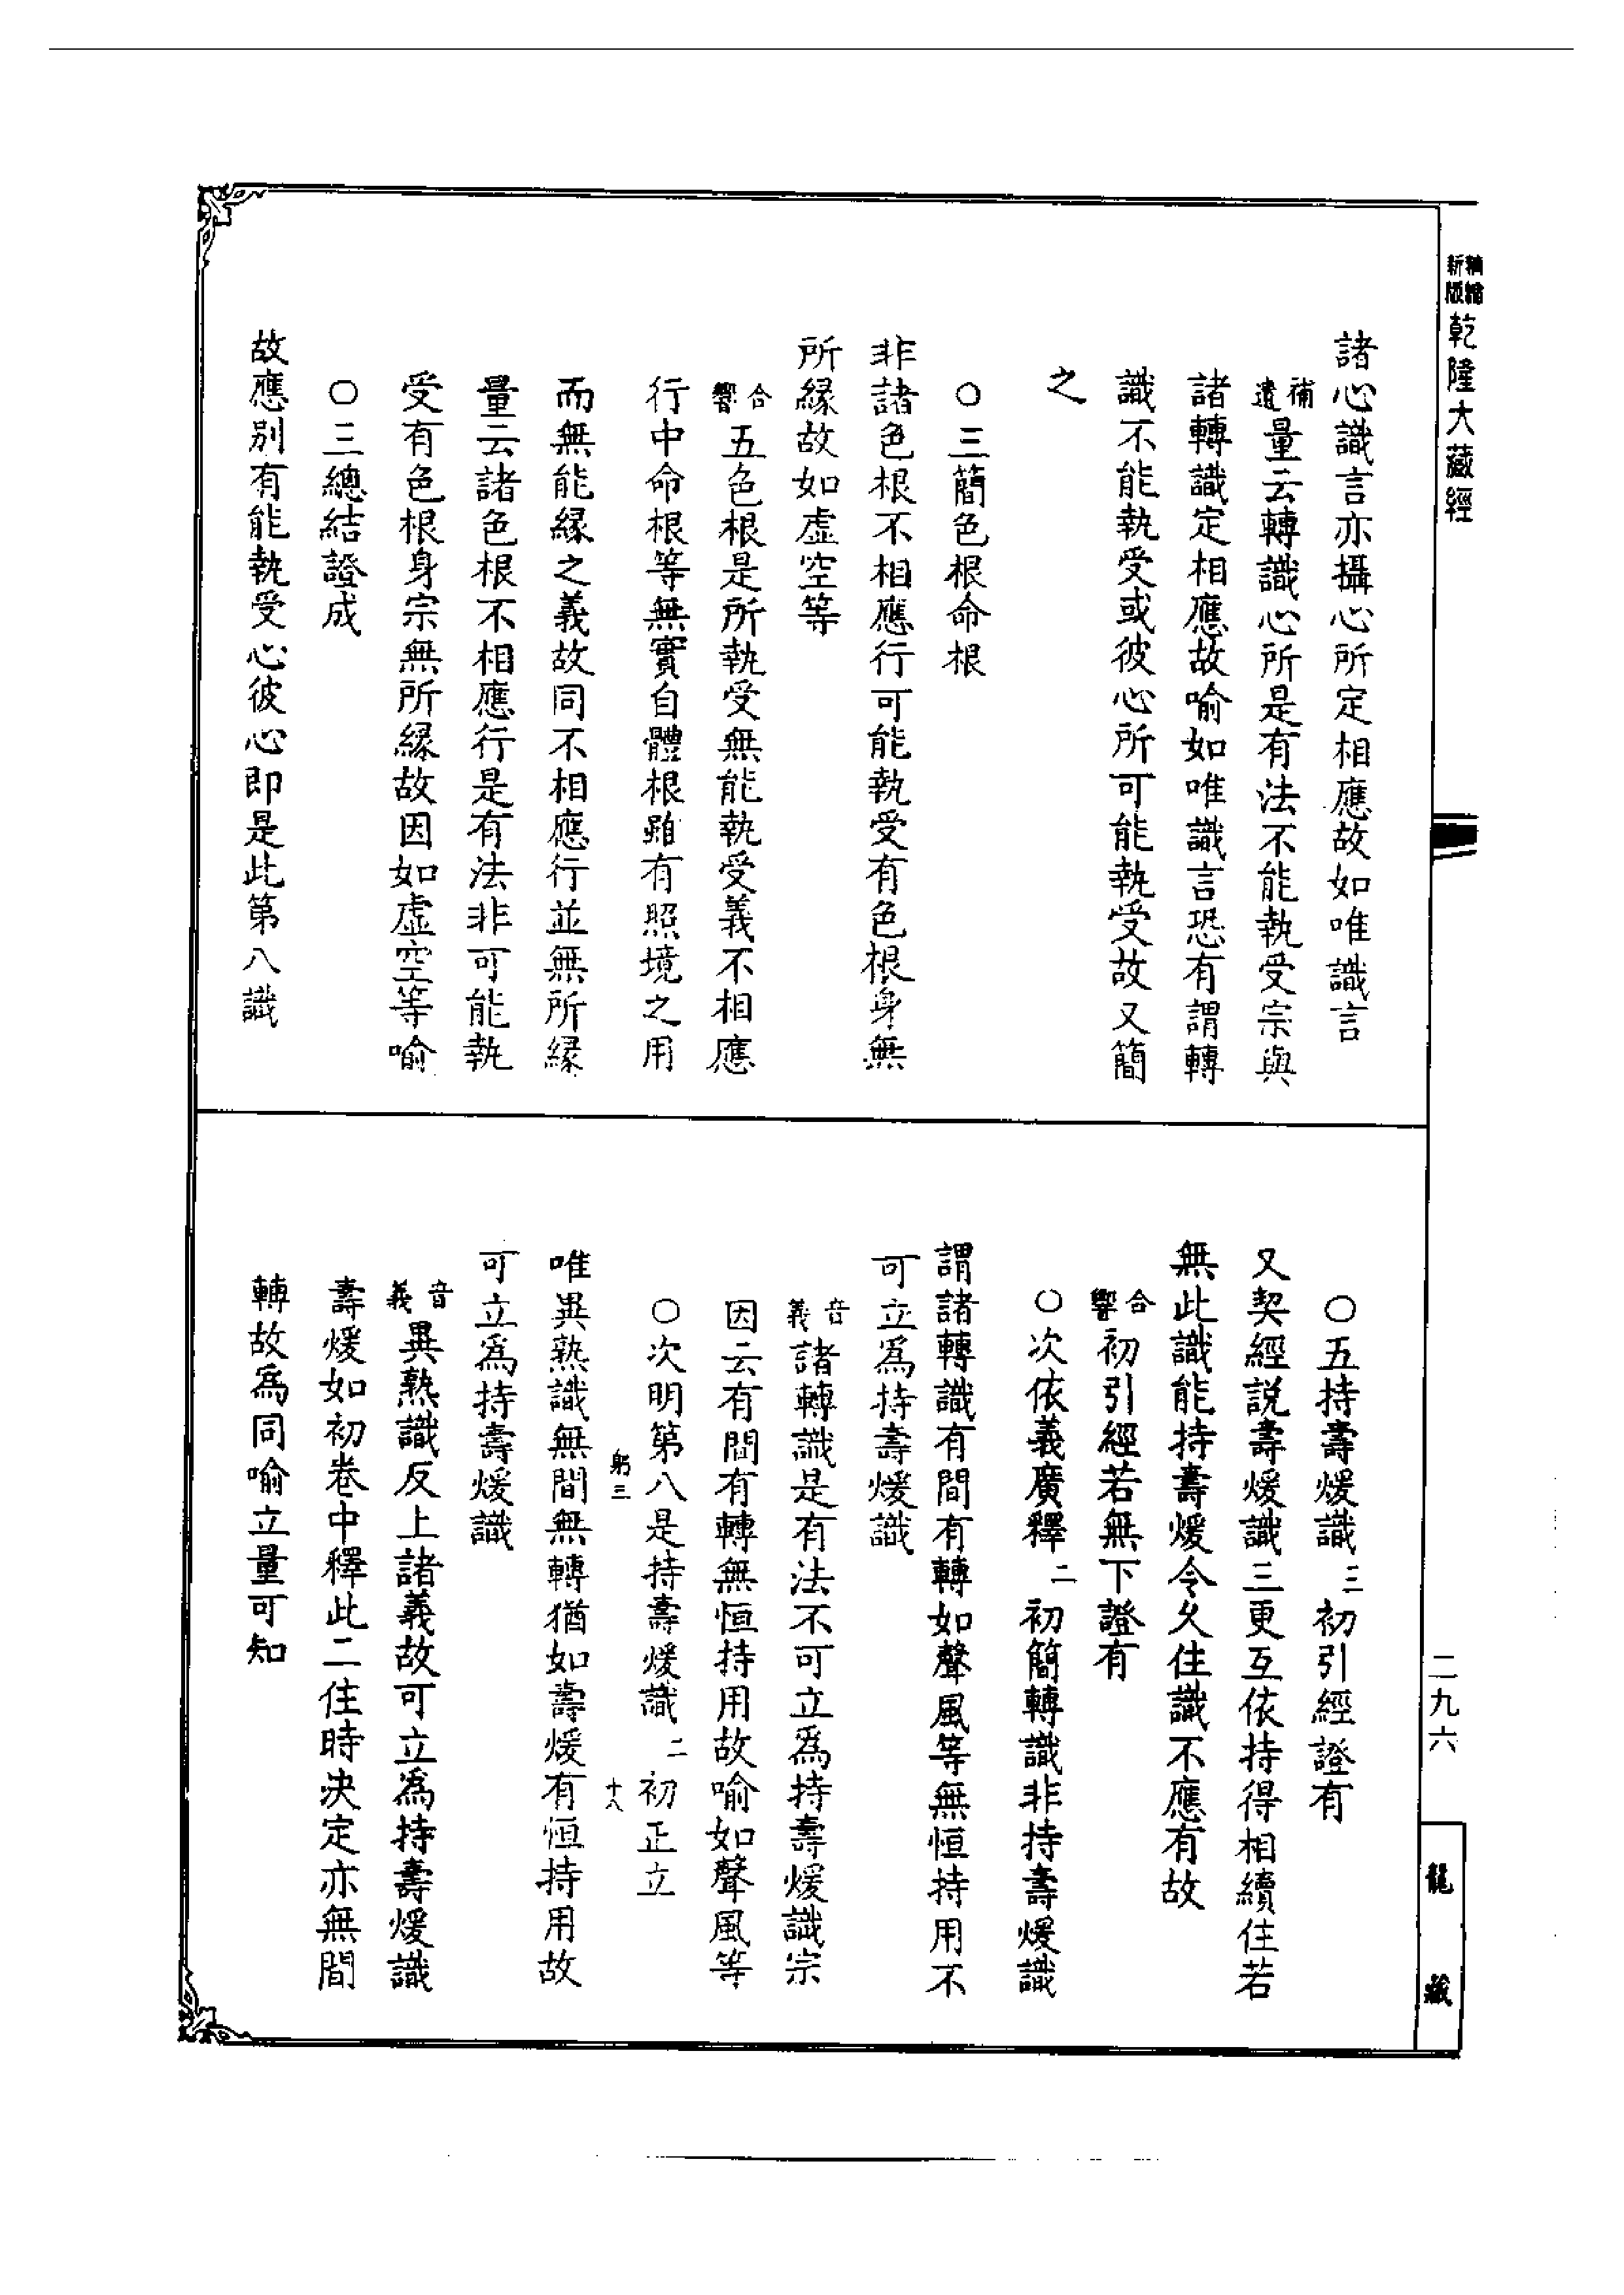 精縮新版乾隆大藏經
諸心識言亦攝心所定相應故如唯識言
補遺量云轉識心所是有法不能執受宗與
諸轉識定相應故喻如唯識言恐有謂轉
識不能執受或彼心所可能執受故又簡
之
○三簡色根命根
非諸色根不相應行可能執受有色根身無
所緣故如虛空等
合響五色根是所執受無能執受義不相應
行中命根等無實自體根雖有照境之用
而無能緣之義故同不相應行並無所緣
量云諸色根不相應行是有法非可能執
受有色根身宗無所緣故因如虛空等喻
○三總結證成
故應別有能執受心彼心即是此第八識
二九六
龍藏
○五持壽煖識三初引經證有
又契經說壽煖識三更互依持得相續住若
無此識能持壽煖令久住識不應有故
合響初引經若無下證有
○次依義廣釋二初簡轉識非持壽煖識
謂諸轉識有間有轉如聲風等無恒持用不
可立爲持壽煖識
音義諸轉識是有法不可立爲持壽煖識宗
因云有間有轉無恒持用故喻如聲風等
○次明第八是持壽煖識二初正立
躬三 十八
唯異熟識無間無轉猶如壽煖有恒持用故
可立爲持壽煖識
音義異熟識反上諸義故可立爲持壽煖識
壽煖如初卷中釋此二住時決定亦無間
轉故爲同喻立量可知